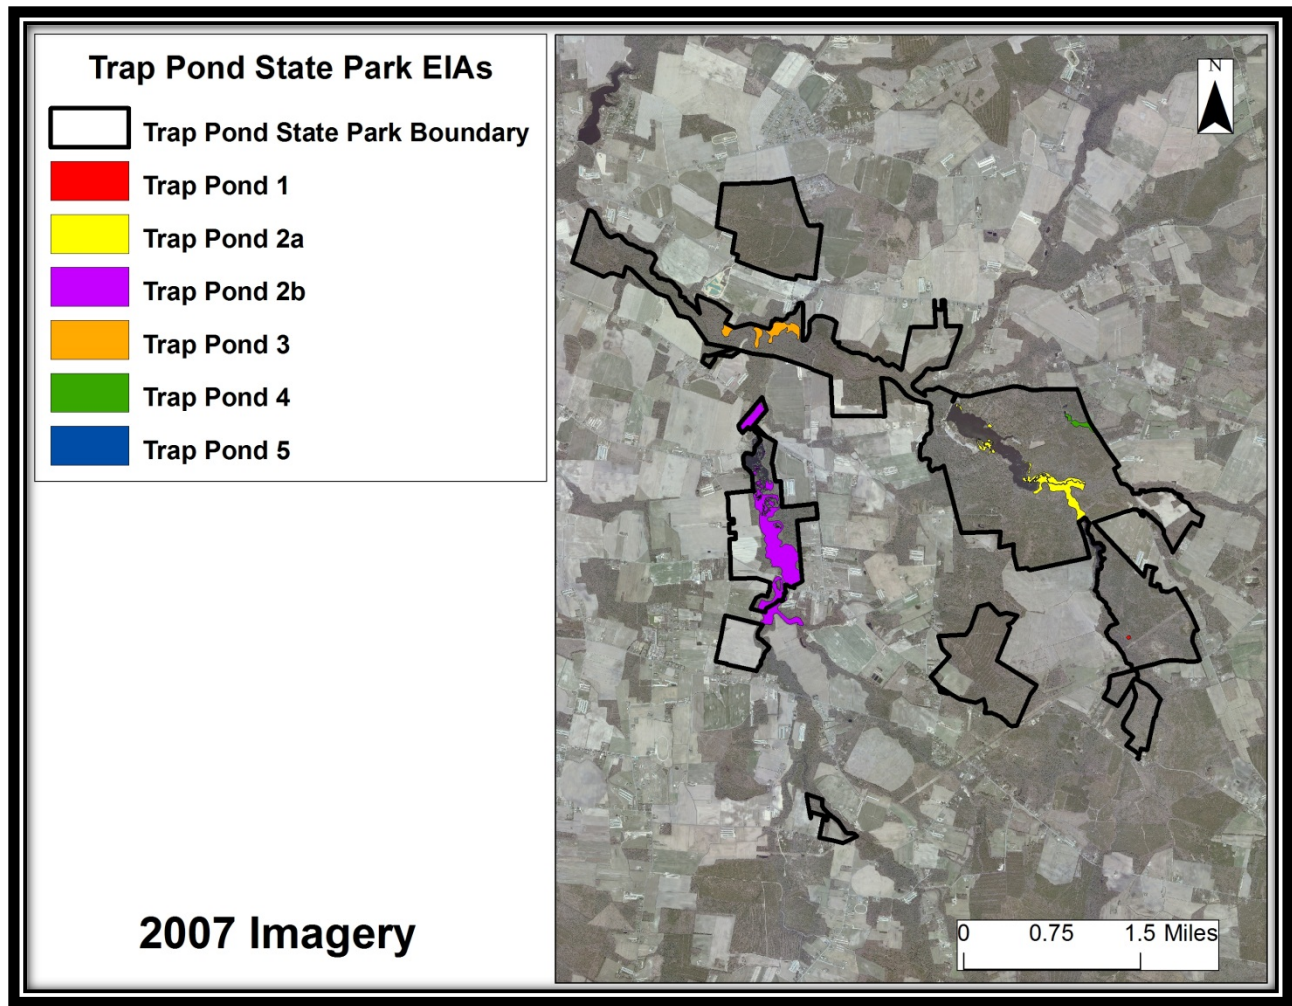 Trap Pond State Park EIAs
Trap Pond State Park Boundary
Trap Pond 1
Trap Pond 2a
Trap Pond 2b
Trap Pond 3
Trap Pond 4
Trap Pond 5
2007 Imagery
N
0 0.75 1.5 Miles